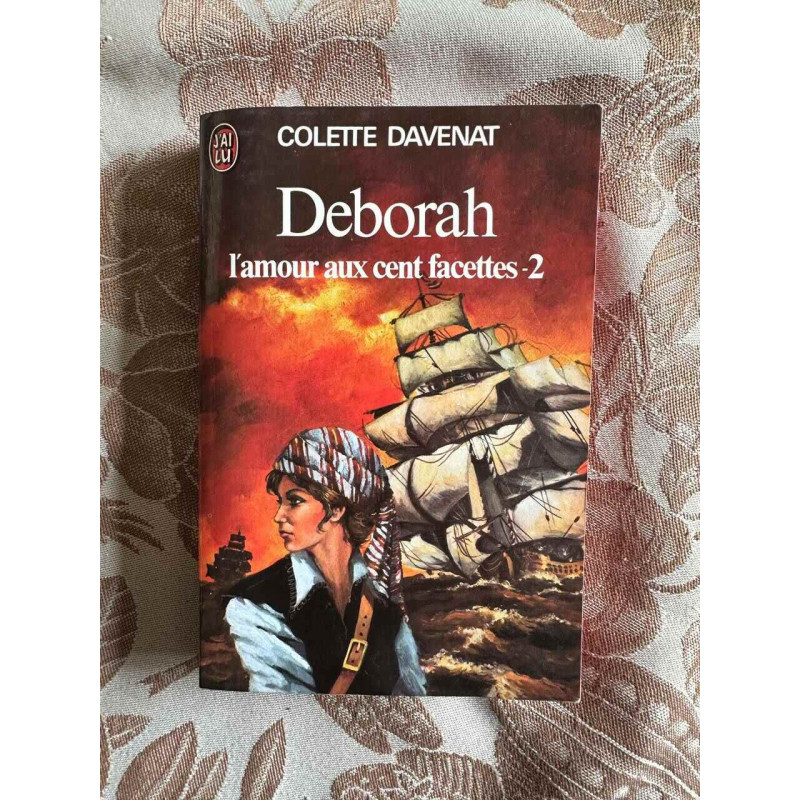 J'AI
LU
COLETTE DAVENAT
Deborah
l'amour aux cent facettes-2